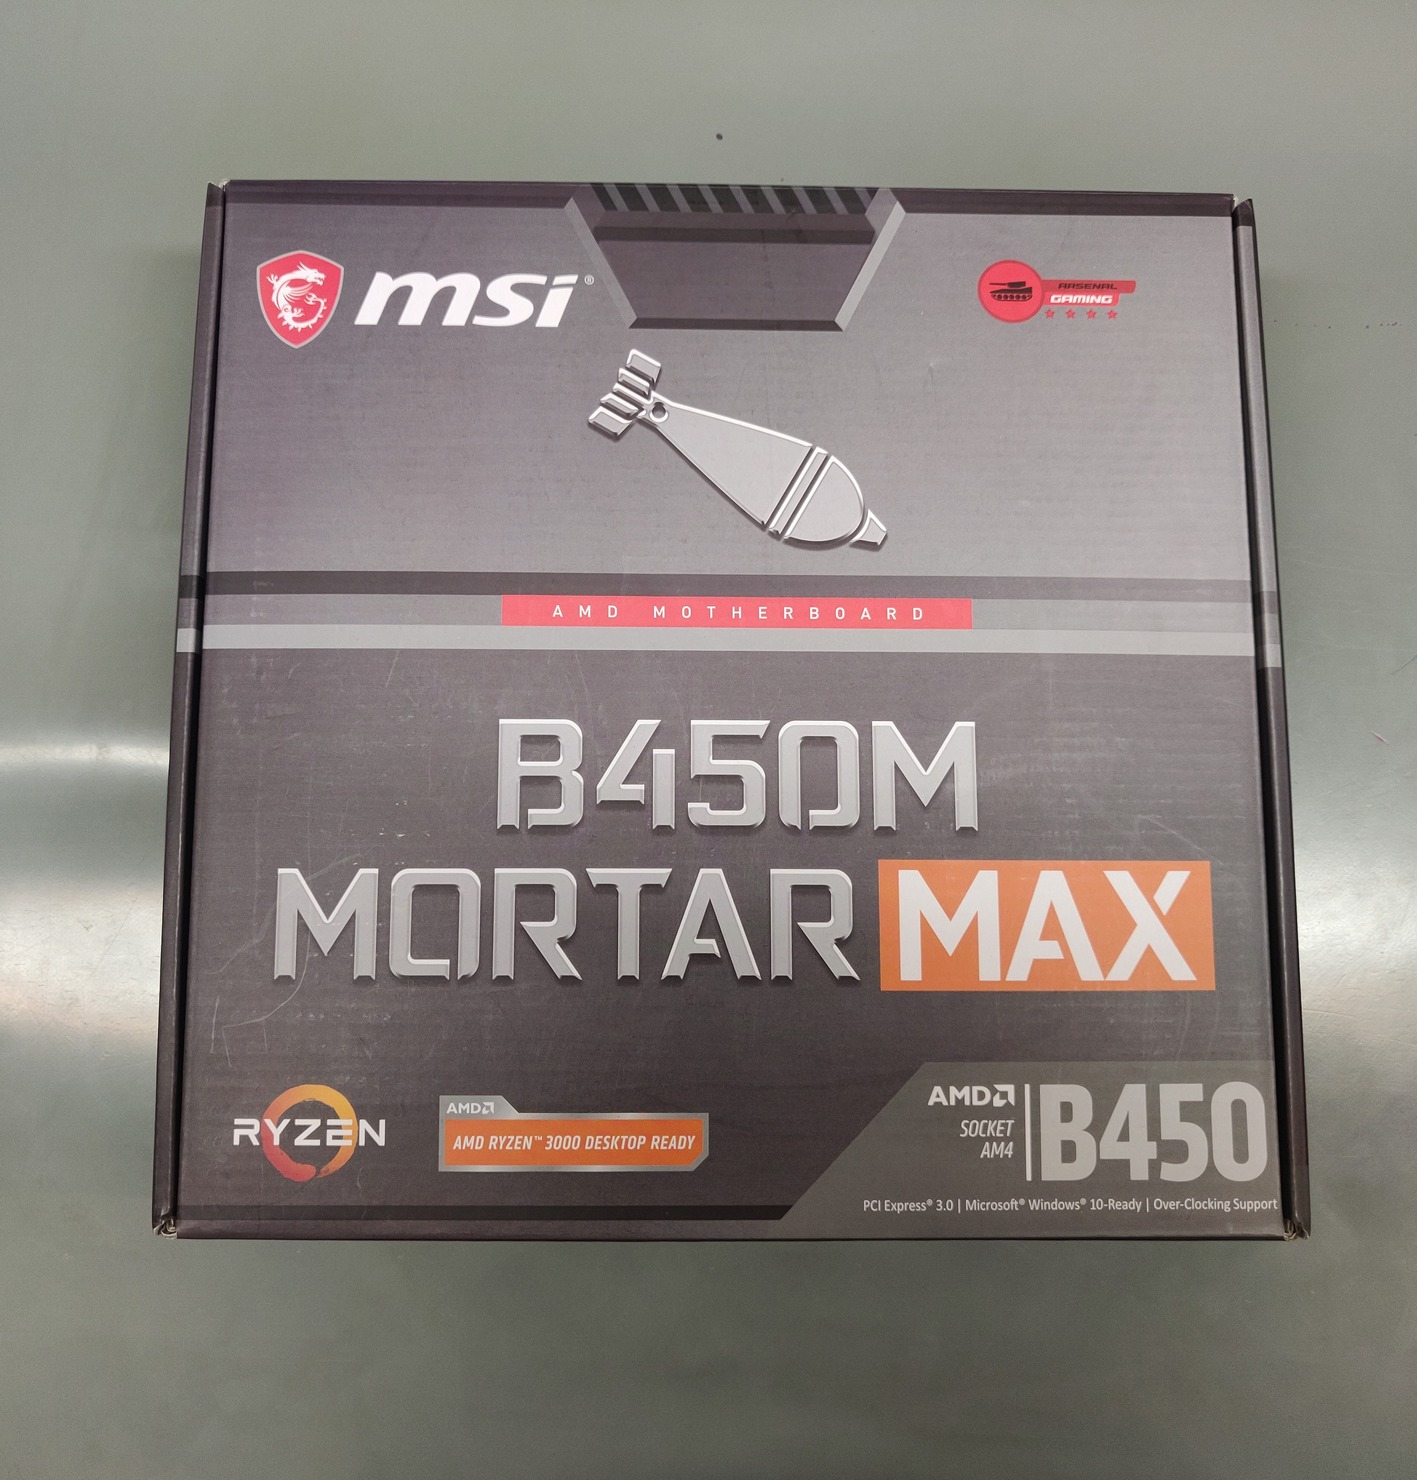 msi®
ARSENAL
GAMING
AMD MOTHERBOARD
B450M
MORTAR MAX
RYZEN
AMD
AMD RYZEN™ 3000 DESKTOP READY
AMD
SOCKET
AM4
B450
PCI Express® 3.0 | Microsoft® Windows® 10-Ready | Over-Clocking Support